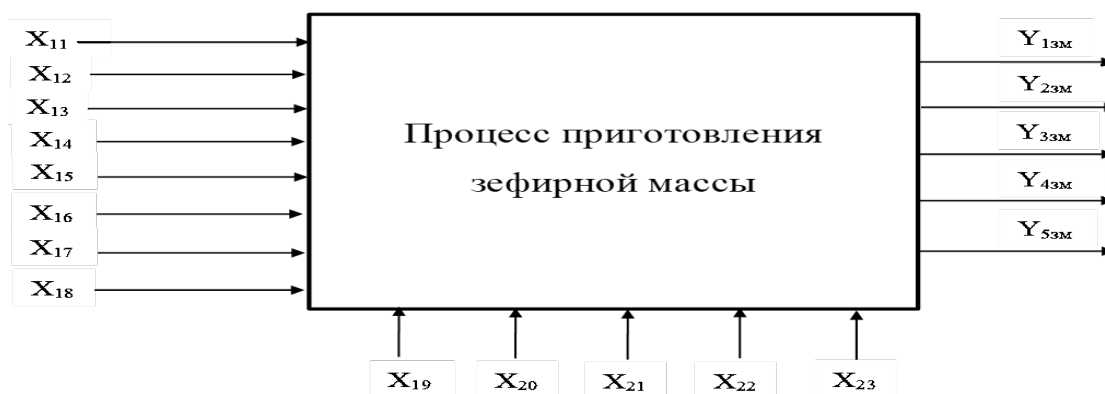 X₁₁
X₁₂
X₁₃
X₁₄
X₁₅
X₁₆
X₁₇
X₁₈
Процесс приготовления
зефирной массы
Y₁зм
Y₂зм
Y₃зм
Y₄зм
Y₅зм
X₁₉
X₂₀
X₂₁
X₂₂
X₂₃